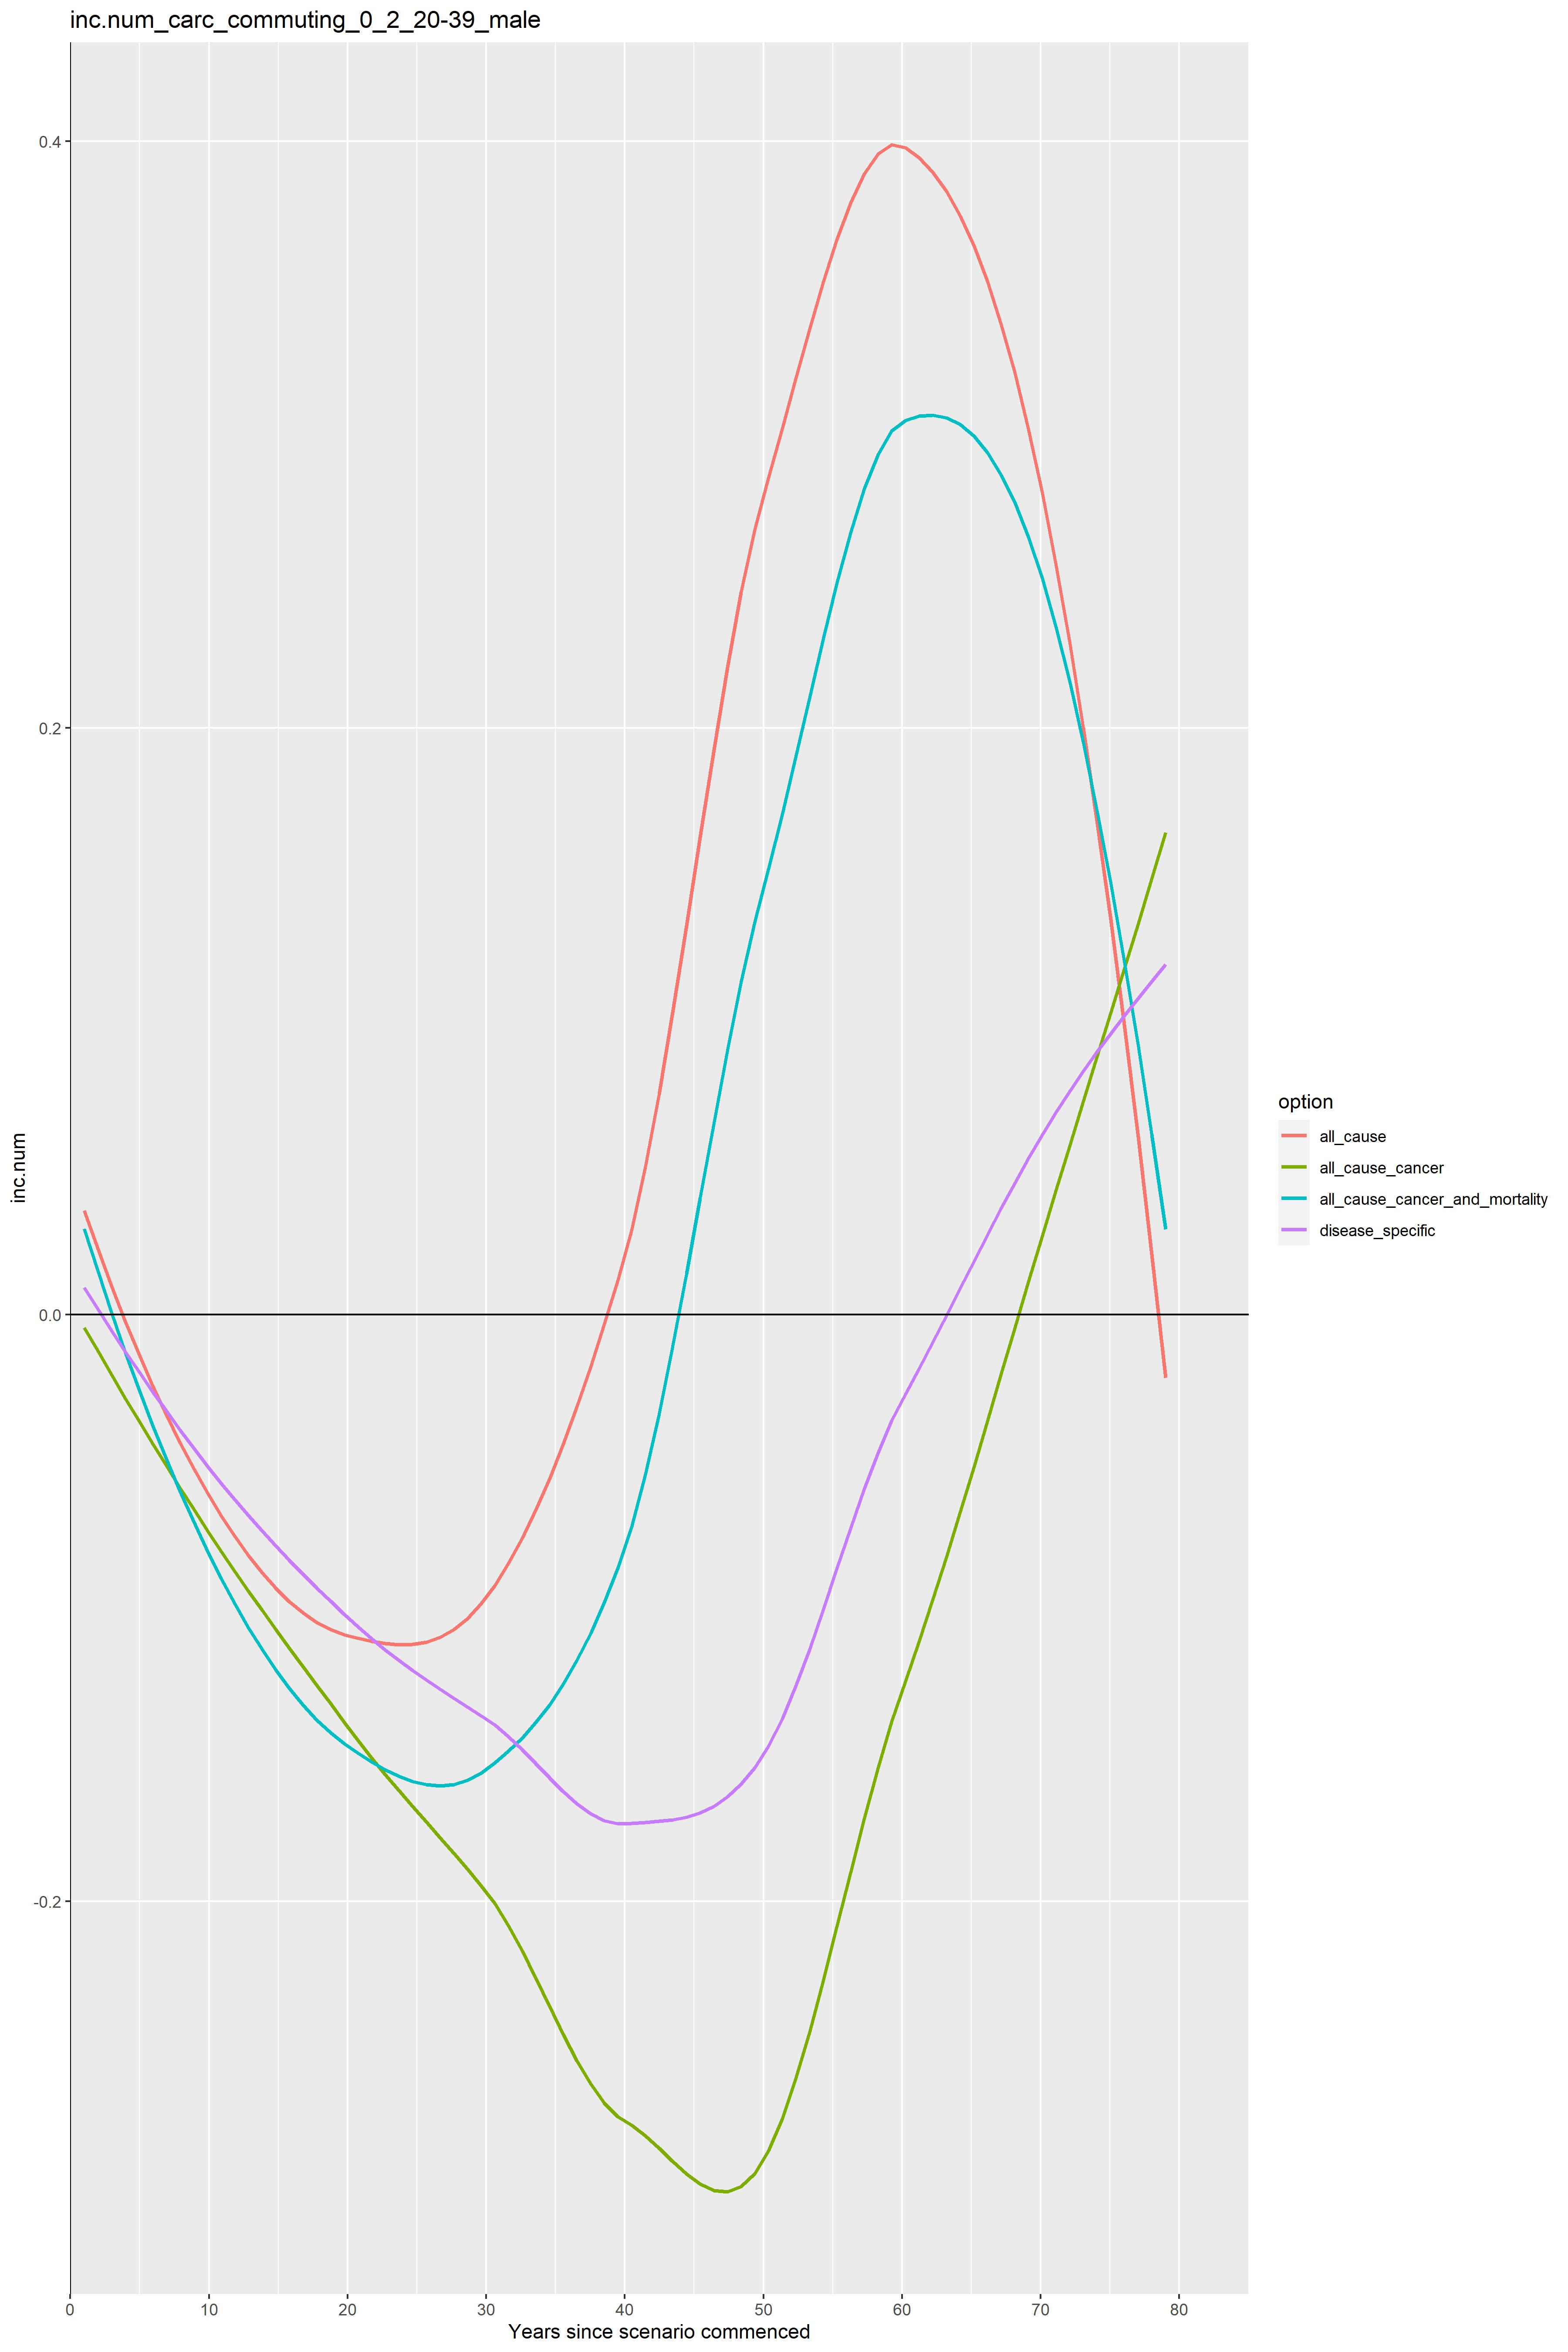 inc.num_carc_commuting_0_2_20-39_male
0.4
0.2
0.0
-0.2
inc.num
0 10 20 30 40 50 60 70 80
Years since scenario commenced
option
all_cause
all_cause_cancer
all_cause_cancer_and_mortality
disease_specific